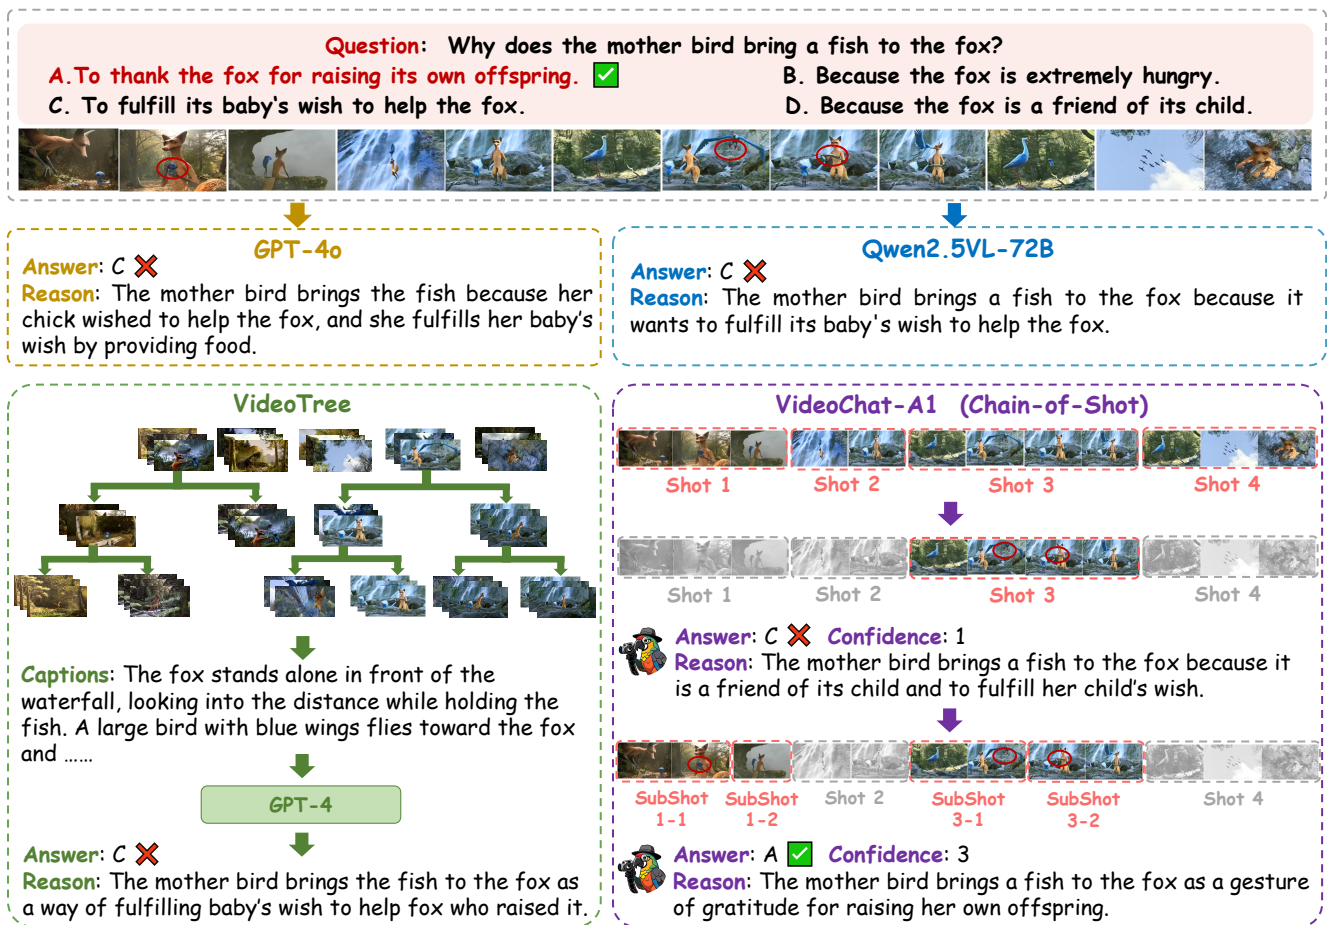 Question: Why does the mother bird bring a fish to the fox?
A.To thank the fox for raising its own offspring.
B. Because the fox is extremely hungry.
C. To fulfill its baby's wish to help the fox.
D. Because the fox is a friend of its child.
GPT-4o
Answer: C
Reason: The mother bird brings the fish because her
chick wished to help the fox, and she fulfills her baby's
wish by providing food.
Qwen2.5VL-72B
Answer: C
Reason: The mother bird brings a fish to the fox because it
wants to fulfill its baby's wish to help the fox.
VideoTree
Captions: The fox stands alone in front of the
waterfall, looking into the distance while holding the
fish. A large bird with blue wings flies toward the fox
and ......
GPT-4
Answer: C
Reason: The mother bird brings the fish to the fox as
a way of fulfilling baby's wish to help fox who raised it.
VideoChat-A1 (Chain-of-Shot)
Shot 1
Shot 2
Shot 3
Shot 4
Shot 1
Shot 2
Shot 3
Shot 4
Answer: C Confidence: 1
Reason: The mother bird brings a fish to the fox because it
is a friend of its child and to fulfill her child's wish.
SubShot
1-1
SubShot
1-2
Shot 2
SubShot
3-1
SubShot
3-2
Shot 4
Answer: A Confidence: 3
Reason: The mother bird brings a fish to the fox as a gesture
of gratitude for raising her own offspring.